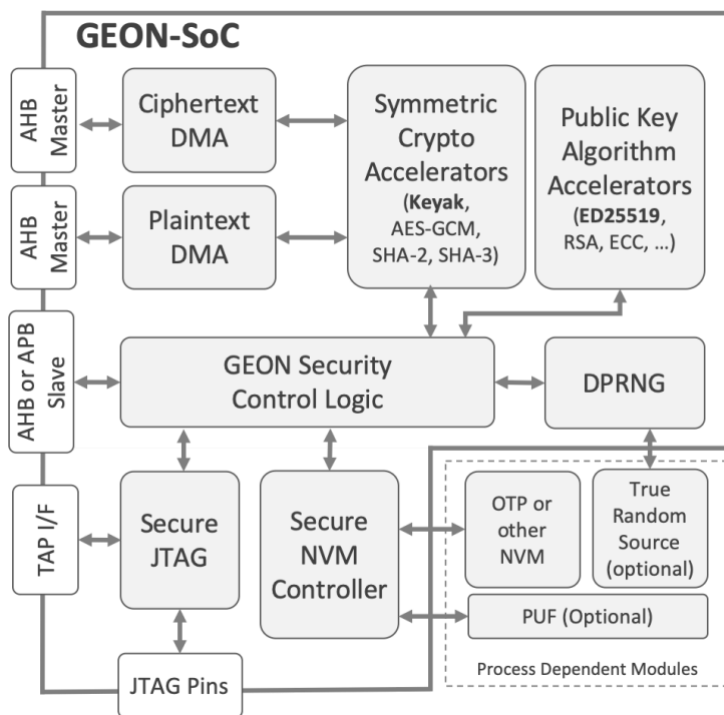 GEON-SoC
AHB
Master
Ciphertext
DMA
Symmetric
Crypto
Accelerators
(Keyak,
AES-GCM,
SHA-2, SHA-3)
Public Key
Algorithm
Accelerators
(ED25519,
RSA, ECC, ...)
AHB
Master
Plaintext
DMA
AHB or APB
Slave
GEON Security
Control Logic
DPRNG
TAP I/F
Secure
JTAG
Secure
NVM
Controller
OTP or
other
NVM
True
Random
Source
(optional)
PUF (Optional)
Process Dependent Modules
JTAG Pins